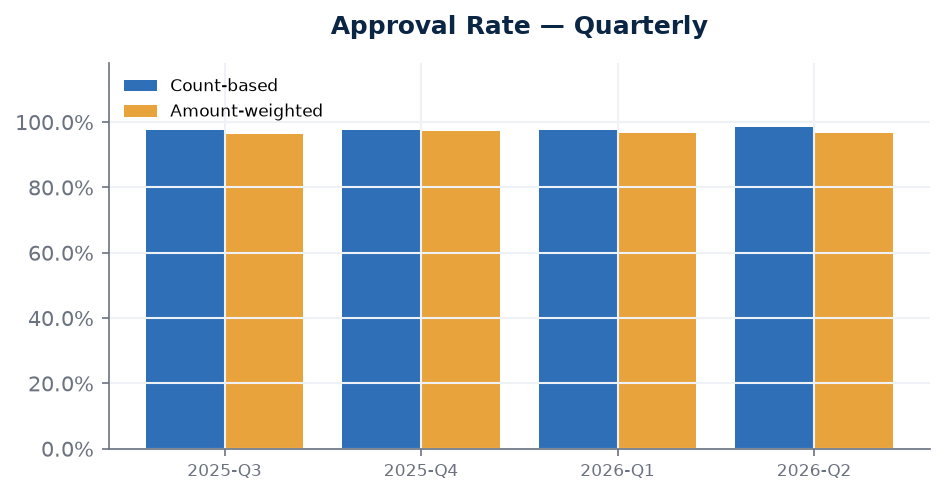 Approval Rate — Quarterly
Count-based
Amount-weighted
100.0%
80.0%
60.0%
40.0%
20.0%
0.0%
2025-Q3 2025-Q4 2026-Q1 2026-Q2